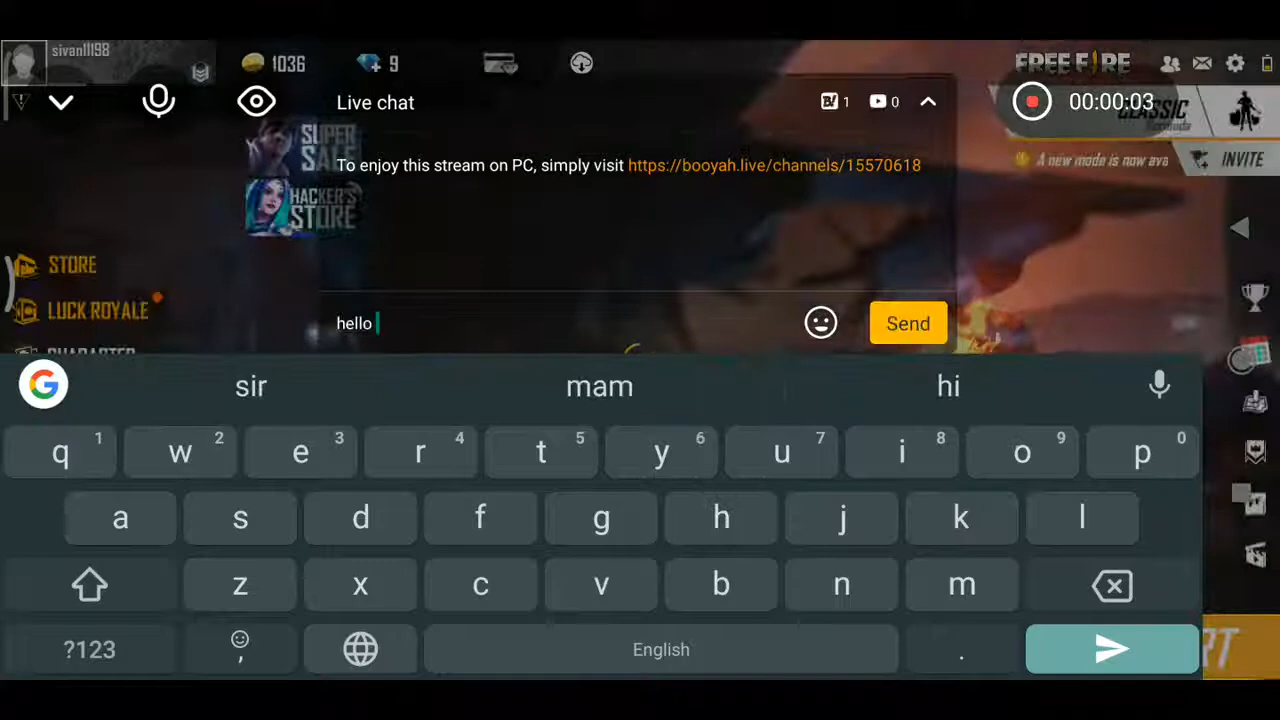 sivan11198
1036
9
FREE FIRE
Live chat
1
0
00:00:03
CLASSIC
SUPER
SALE
To enjoy this stream on PC, simply visit https://booyah.live/channels/15570618
A new mode is now ava
INVITE
HACKER'S
STORE
STORE
LUCK ROYALE
hello
Send
CHARACTER
sir mam hi
q 1 w 2 e 3 r 4 t 5 y 6 u 7 i 8 o 9 p 0
a s d f g h j k l
z x c v b n m
?123 , English .
RT